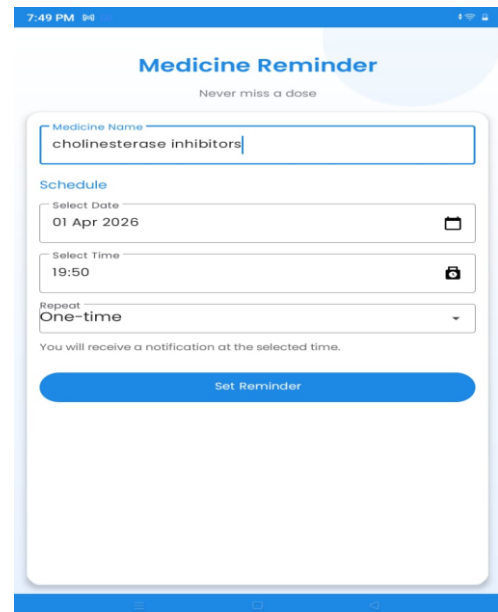 7:49 PM
Medicine Reminder
Never miss a dose
Medicine Name
cholinesterase inhibitors
Schedule
Select Date
01 Apr 2026
Select Time
19:50
Repeat
One-time
You will receive a notification at the selected time.
Set Reminder